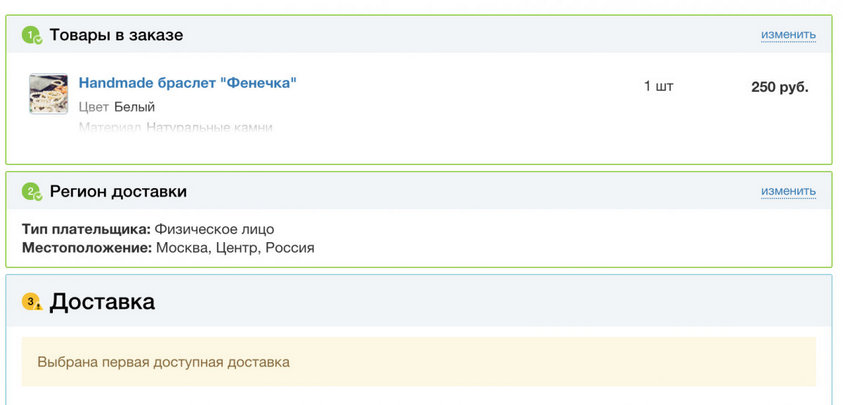 1 Товары в заказе изменить
Handmade браслет "Фенечка" 1 шт 250 руб.
Цвет Белый
Материал Натуральные камни
2 Регион доставки изменить
Тип плательщика: Физическое лицо
Местоположение: Москва, Центр, Россия
3 Доставка
Выбрана первая доступная доставка